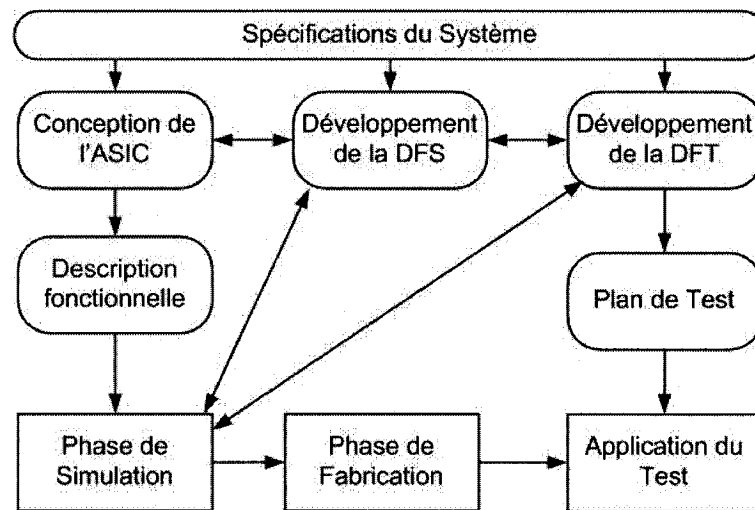 Spécifications du Système
Conception de
l'ASIC
Développement
de la DFS
Développement
de la DFT
Description
fonctionnelle
Plan de Test
Phase de
Simulation
Phase de
Fabrication
Application du
Test